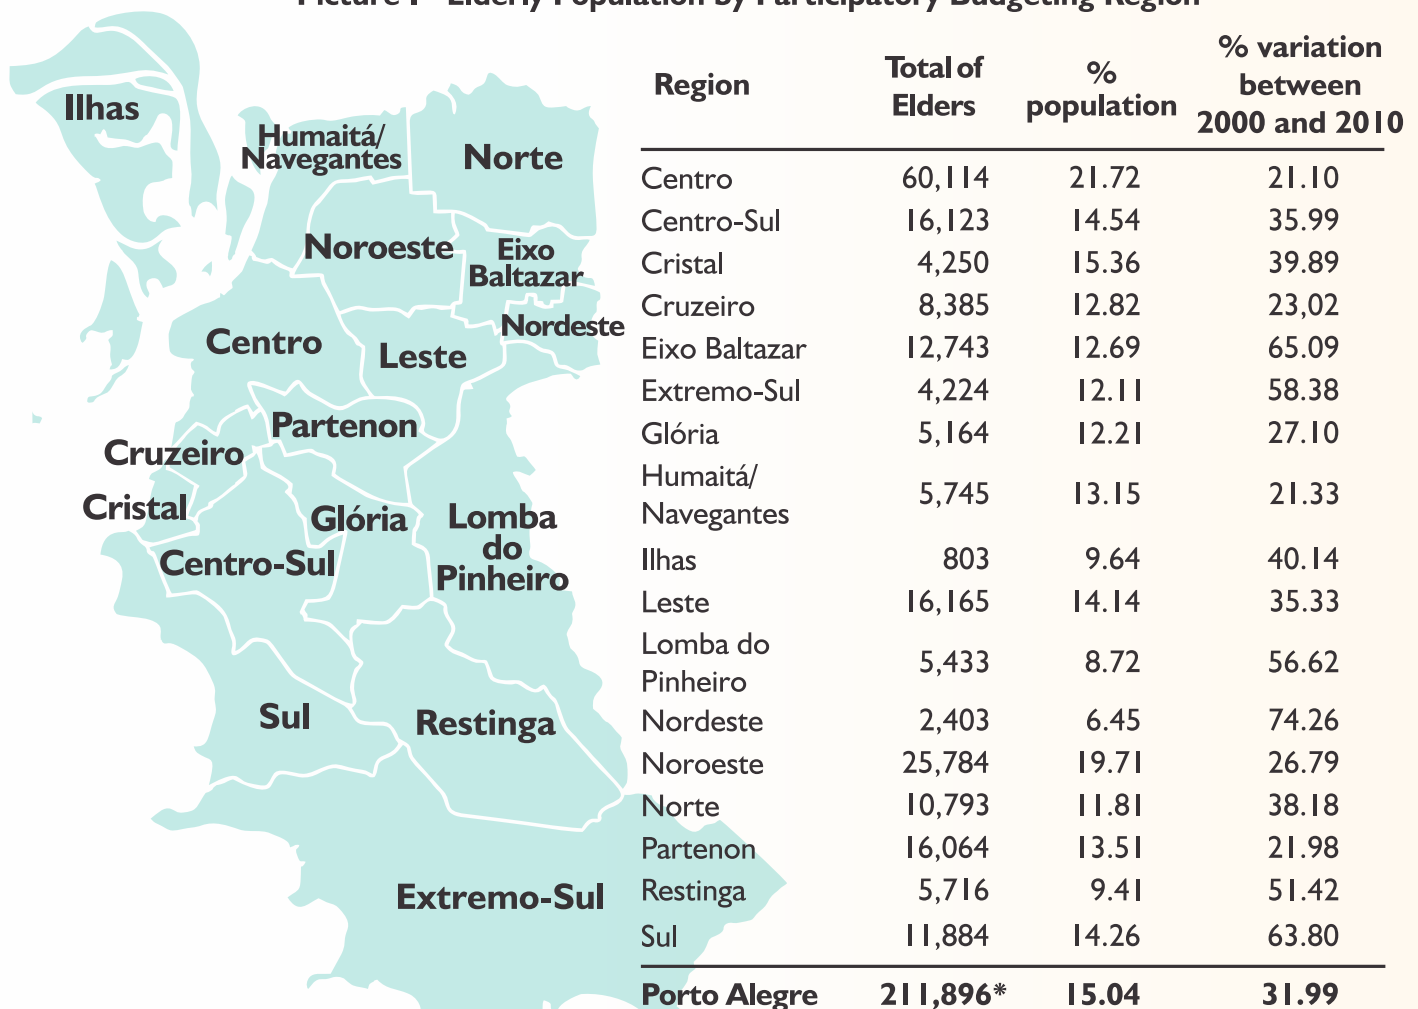 Picture 1 - Elderly Population by Participatory Budgeting Region
Ilhas
Humaitá/
Navegantes
Norte
Noroeste
Eixo
Baltazar
Nordeste
Centro
Leste
Partenon
Cruzeiro
Cristal
Glória
Lomba
do
Pinheiro
Centro-Sul
Sul
Restinga
Extremo-Sul
Region Total of Elders % population % variation between 2000 and 2010
Centro 60,114 21.72 21.10
Centro-Sul 16,123 14.54 35.99
Cristal 4,250 15.36 39.89
Cruzeiro 8,385 12.82 23,02
Eixo Baltazar 12,743 12.69 65.09
Extremo-Sul 4,224 12.11 58.38
Glória 5,164 12.21 27.10
Humaitá/
Navegantes 5,745 13.15 21.33
Ilhas 803 9.64 40.14
Leste 16,165 14.14 35.33
Lomba do
Pinheiro 5,433 8.72 56.62
Nordeste 2,403 6.45 74.26
Noroeste 25,784 19.71 26.79
Norte 10,793 11.81 38.18
Partenon 16,064 13.51 21.98
Restinga 5,716 9.41 51.42
Sul 11,884 14.26 63.80
Porto Alegre 211,896* 15.04 31.99